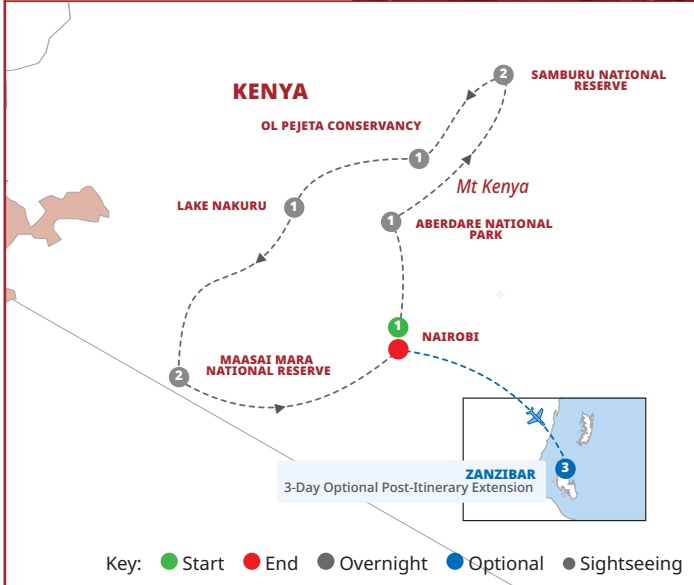 KENYA
2
SAMBURU NATIONAL
RESERVE
OL PEJETA CONSERVANCY
1
Mt Kenya
LAKE NAKURU
1
1
ABERDARE NATIONAL
PARK
1
NAIROBI
MAASAI MARA
NATIONAL RESERVE
2
ZANZIBAR
3
3-Day Optional Post-Itinerary Extension
Key: Start End Overnight Optional Sightseeing